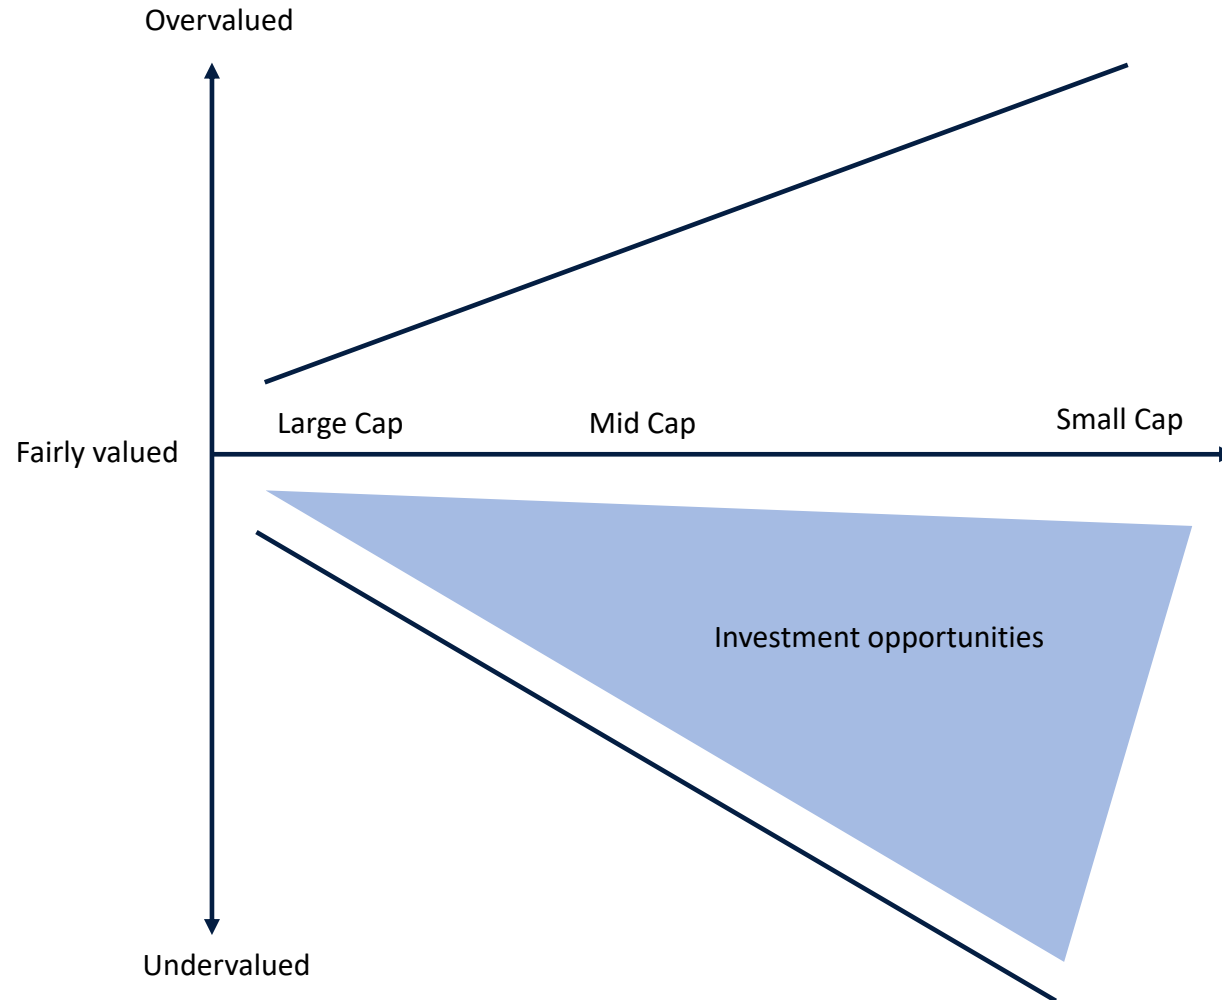 Overvalued
Large Cap
Mid Cap
Small Cap
Fairly valued
Investment opportunities
Undervalued